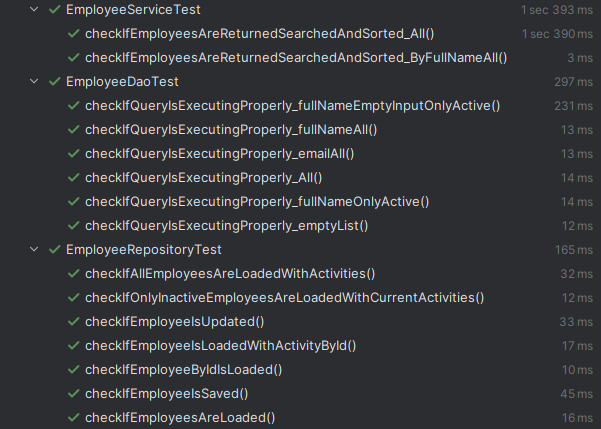 EmployeeServiceTest 1 sec 393 ms
checkIfEmployeesAreReturnedSearchedAndSorted_All() 1 sec 390 ms
checkIfEmployeesAreReturnedSearchedAndSorted_ByFullNameAll() 3 ms
EmployeeDaoTest 297 ms
checkIfQueryIsExecutingProperly_fullNameEmptyInputOnlyActive() 231 ms
checkIfQueryIsExecutingProperly_fullNameAll() 13 ms
checkIfQueryIsExecutingProperly_emailAll() 13 ms
checkIfQueryIsExecutingProperly_All() 14 ms
checkIfQueryIsExecutingProperly_fullNameOnlyActive() 14 ms
checkIfQueryIsExecutingProperly_emptyList() 12 ms
EmployeeRepositoryTest 165 ms
checkIfAllEmployeesAreLoadedWithActivities() 32 ms
checkIfOnlyInactiveEmployeesAreLoadedWithCurrentActivities() 12 ms
checkIfEmployeeIsUpdated() 33 ms
checkIfEmployeeIsLoadedWithActivityById() 17 ms
checkIfEmployeeByIdIsLoaded() 10 ms
checkIfEmployeeIsSaved() 45 ms
checkIfEmployeesAreLoaded() 16 ms